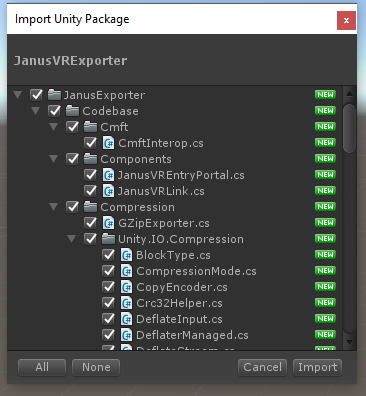 Import Unity Package x
JanusVRExporter
JanusExporter NEW
Codebase NEW
Cmft NEW
CmftInterop.cs NEW
Components NEW
JanusVREntryPortal.cs NEW
JanusVRLink.cs NEW
Compression NEW
GZipExporter.cs NEW
Unity.IO.Compression NEW
BlockType.cs NEW
CompressionMode.cs NEW
CopyEncoder.cs NEW
Crc32Helper.cs NEW
DeflateInput.cs NEW
DeflaterManaged.cs NEW
DeflateStream.cs NEW
All None Cancel Import